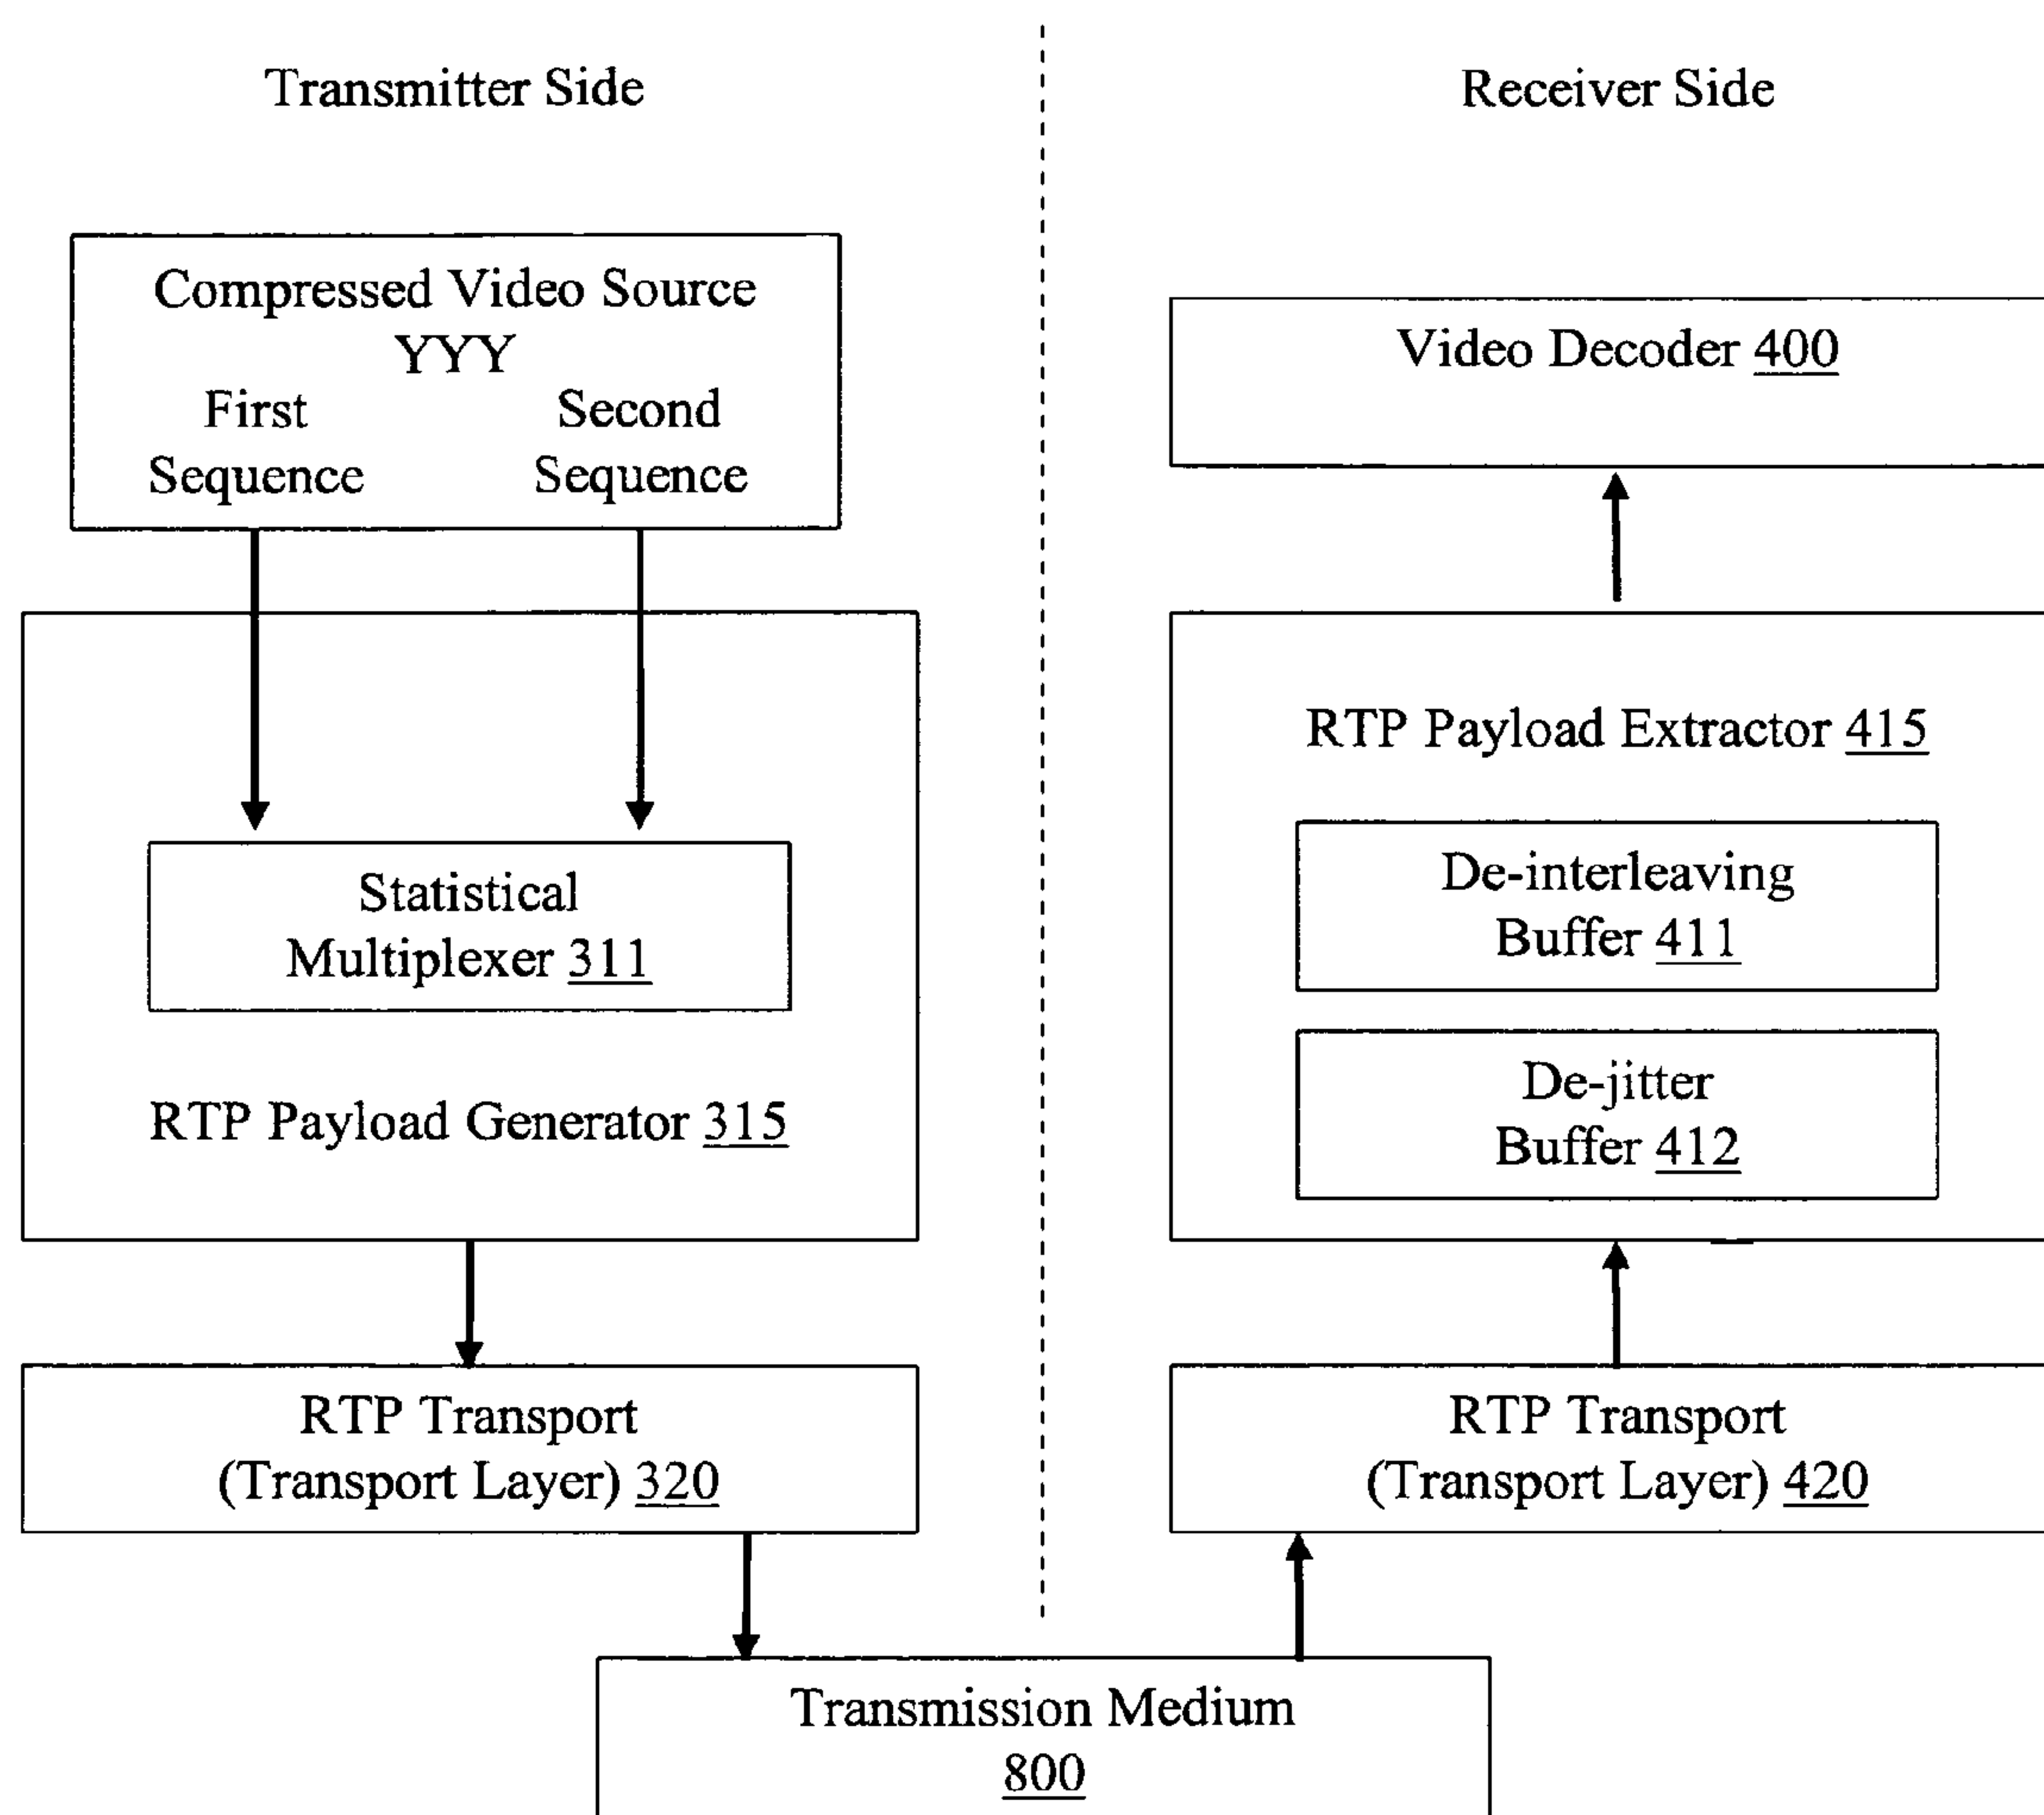 Transmitter Side
Receiver Side
Compressed Video Source
YYY
First
Sequence
Second
Sequence
Statistical
Multiplexer 311
RTP Payload Generator 315
RTP Transport
(Transport Layer) 320
Video Decoder 400
RTP Payload Extractor 415
De-interleaving
Buffer 411
De-jitter
Buffer 412
RTP Transport
(Transport Layer) 420
Transmission Medium
800